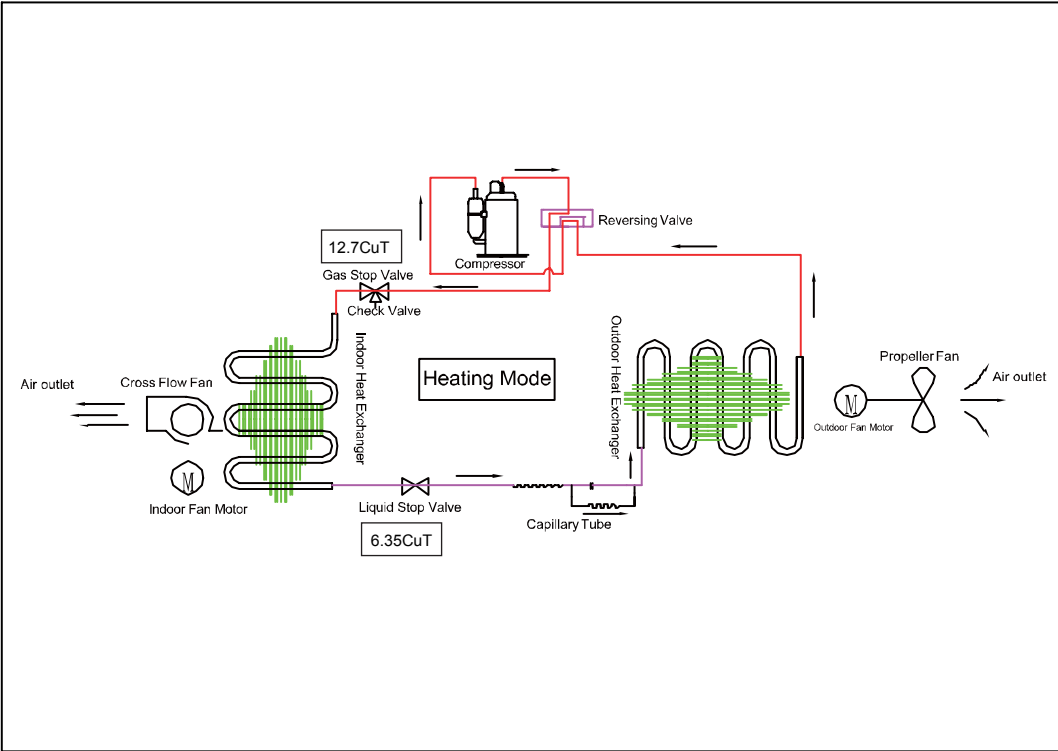 Reversing Valve
12.7CuT
Compressor
Gas Stop Valve
Check Valve
Indoor Heat Exchanger
Heating Mode
Outdoor Heat Exchanger
Propeller Fan
Air outlet
Cross Flow Fan
Air outlet
M
Outdoor Fan Motor
M
Indoor Fan Motor
Liquid Stop Valve
Capillary Tube
6.35CuT